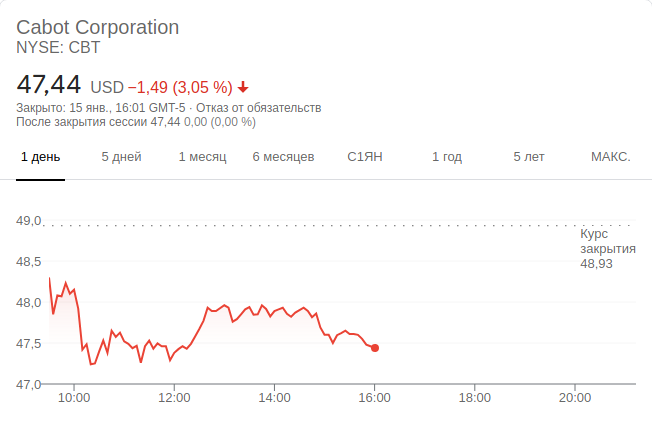 Cabot Corporation
NYSE: CBT
47,44 USD −1,49 (3,05 %)
Закрыто: 15 янв., 16:01 GMT-5 · Отказ от обязательств
После закрытия сессии 47,44 0,00 (0,00 %)
1 день 5 дней 1 месяц 6 месяцев С1ЯН 1 год 5 лет МАКС.
49,0
Курс
закрытия
48,93
48,5
48,0
47,5
47,0
10:00 12:00 14:00 16:00 18:00 20:00